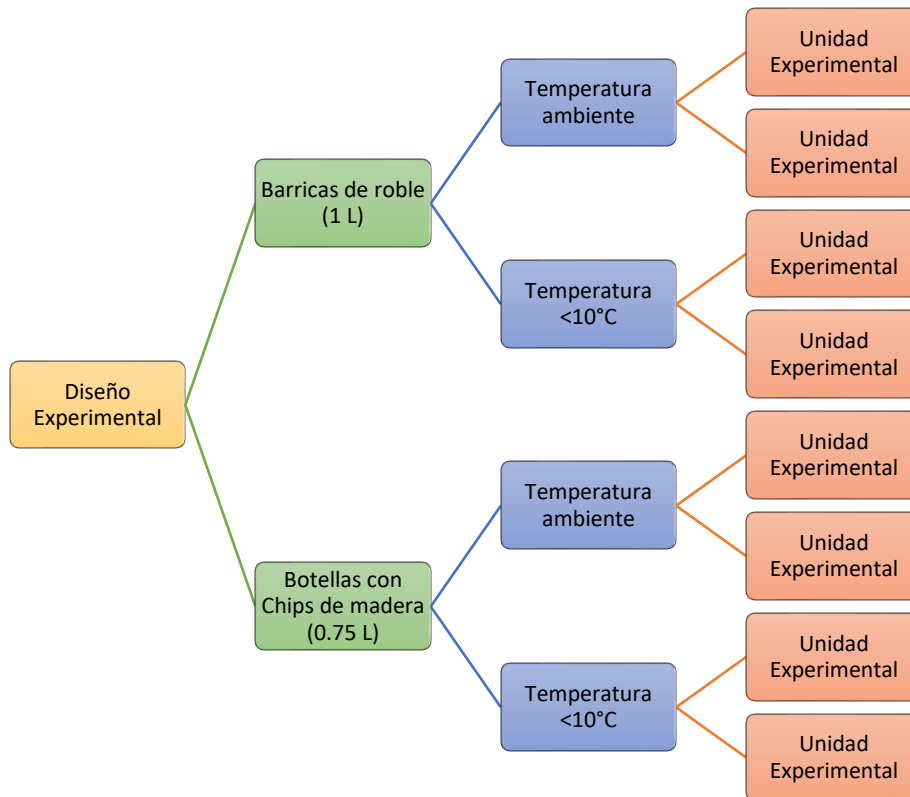 Diseño
Experimental
Barricas de roble
(1 L)
Temperatura
ambiente
Unidad
Experimental
Unidad
Experimental
Temperatura
<10°C
Unidad
Experimental
Unidad
Experimental
Botellas con
Chips de madera
(0.75 L)
Temperatura
ambiente
Unidad
Experimental
Unidad
Experimental
Temperatura
<10°C
Unidad
Experimental
Unidad
Experimental